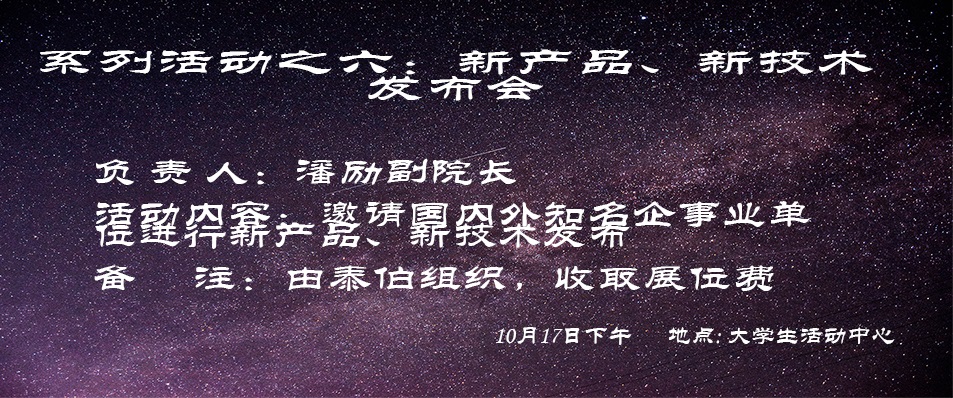 系列活动之六：新产品、新技术
发布会
负 责 人：潘励副院长
活动内容：邀请国内外知名企事业单
位进行新产品、新技术发布
备 注：由泰伯组织，收取展位费
10月17日下午 地点: 大学生活动中心